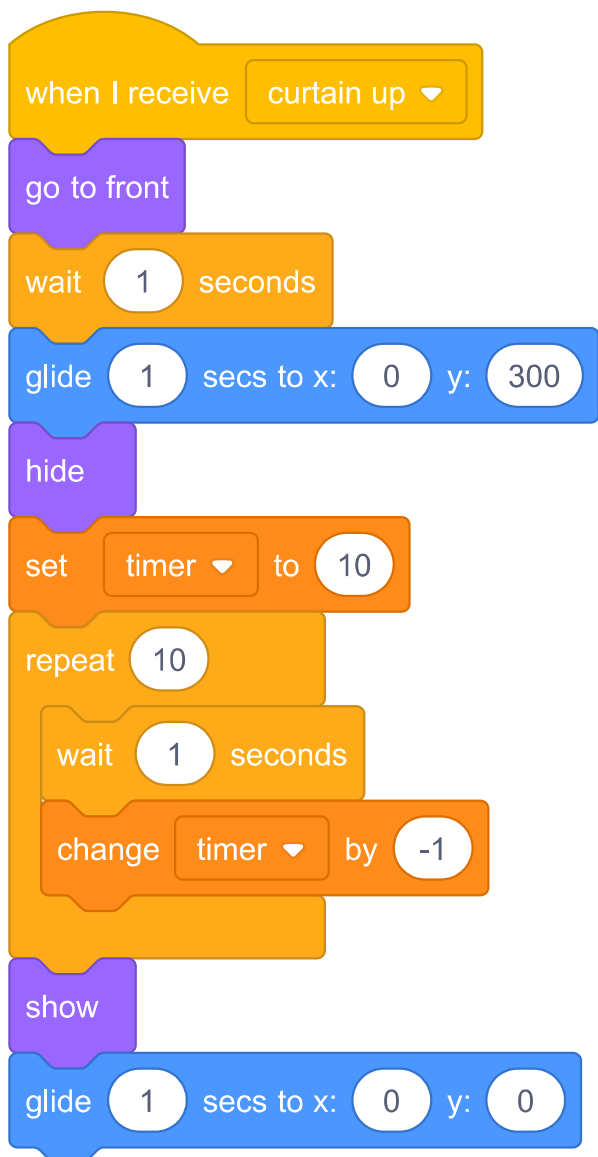 when I receive curtain up
go to front
wait 1 seconds
glide 1 secs to x: 0 y: 300
hide
set timer to 10
repeat 10
wait 1 seconds
change timer by -1
show
glide 1 secs to x: 0 y: 0